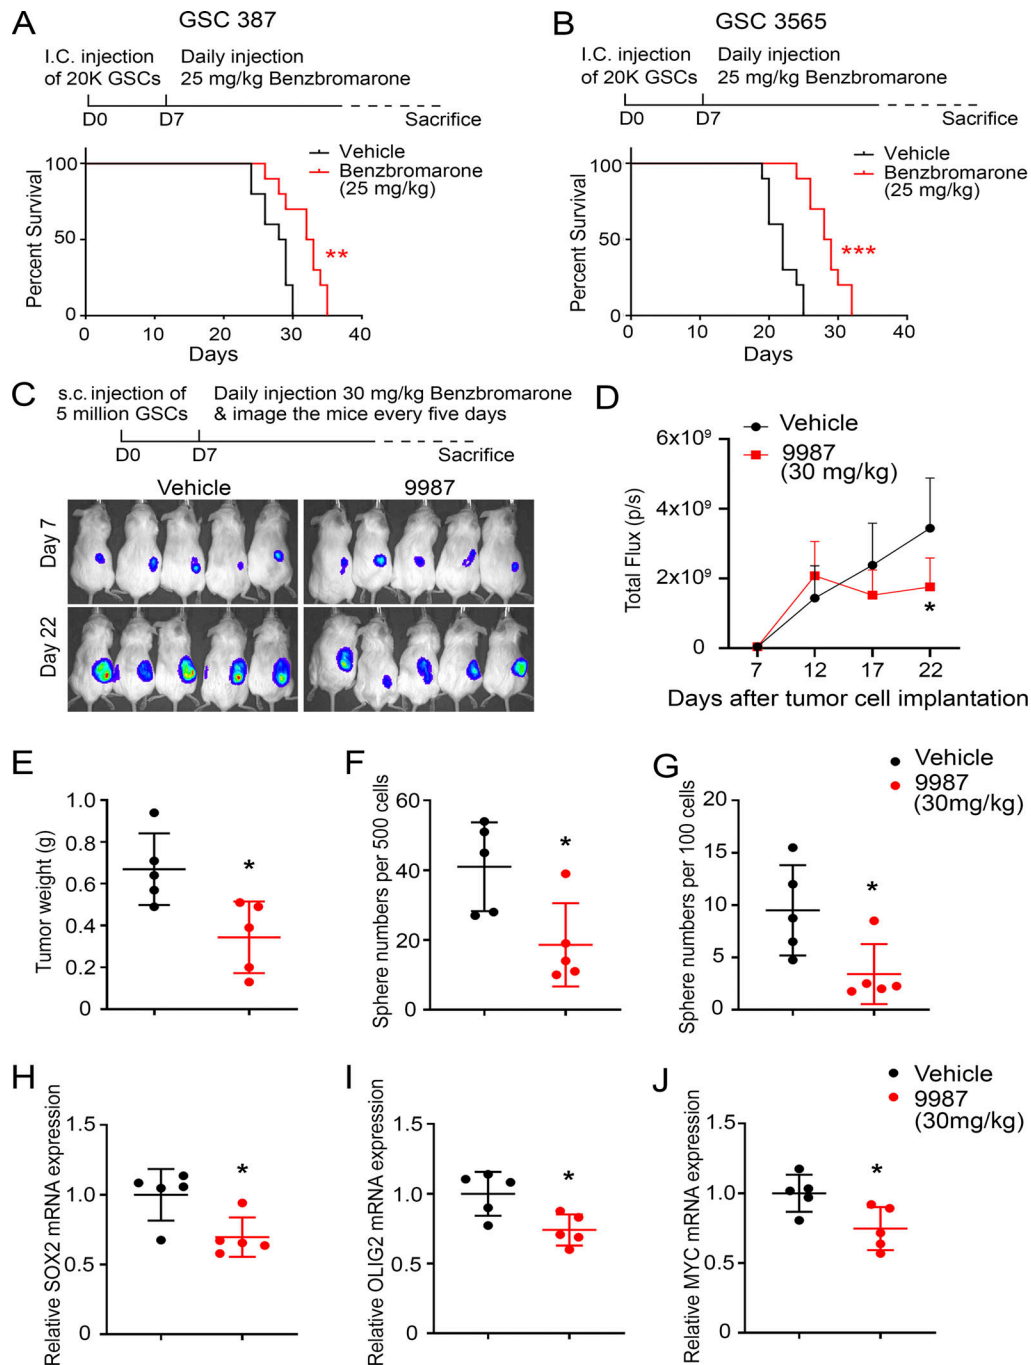 A
GSC 387
I.C. injection
of 20K GSCs
Daily injection
25 mg/kg Benzbromarone
D0
D7
Sacrifice
Vehicle
Benzbromarone
(25 mg/kg)
Percent Survival
100
50
0
**
0
10
20
30
40
Days
B
GSC 3565
I.C. injection
of 20K GSCs
Daily injection
25 mg/kg Benzbromarone
D0
D7
Sacrifice
Vehicle
Benzbromarone
(25 mg/kg)
Percent Survival
100
50
0
***
0
10
20
30
40
Days
C
s.c. injection of
5 million GSCs
Daily injection 30 mg/kg Benzbromarone
& image the mice every five days
D0
D7
Sacrifice
Vehicle
9987
Day 7
Day 22
D
Vehicle
9987
(30 mg/kg)
Total Flux (p/s)
6x10⁹
4x10⁹
2x10⁹
0
*
7
12
17
22
Days after tumor cell implantation
E
Tumor weight (g)
1.0
0.8
0.6
0.4
0.2
0
*
F
Sphere numbers per 500 cells
60
40
20
0
*
G
Vehicle
9987
(30mg/kg)
Sphere numbers per 100 cells
20
15
10
5
0
*
H
Relative SOX2 mRNA expression
1.5
1.0
0.5
0
*
I
Relative OLIG2 mRNA expression
1.5
1.0
0.5
0
*
J
Vehicle
9987
(30mg/kg)
Relative MYC mRNA expression
1.5
1.0
0.5
0
*